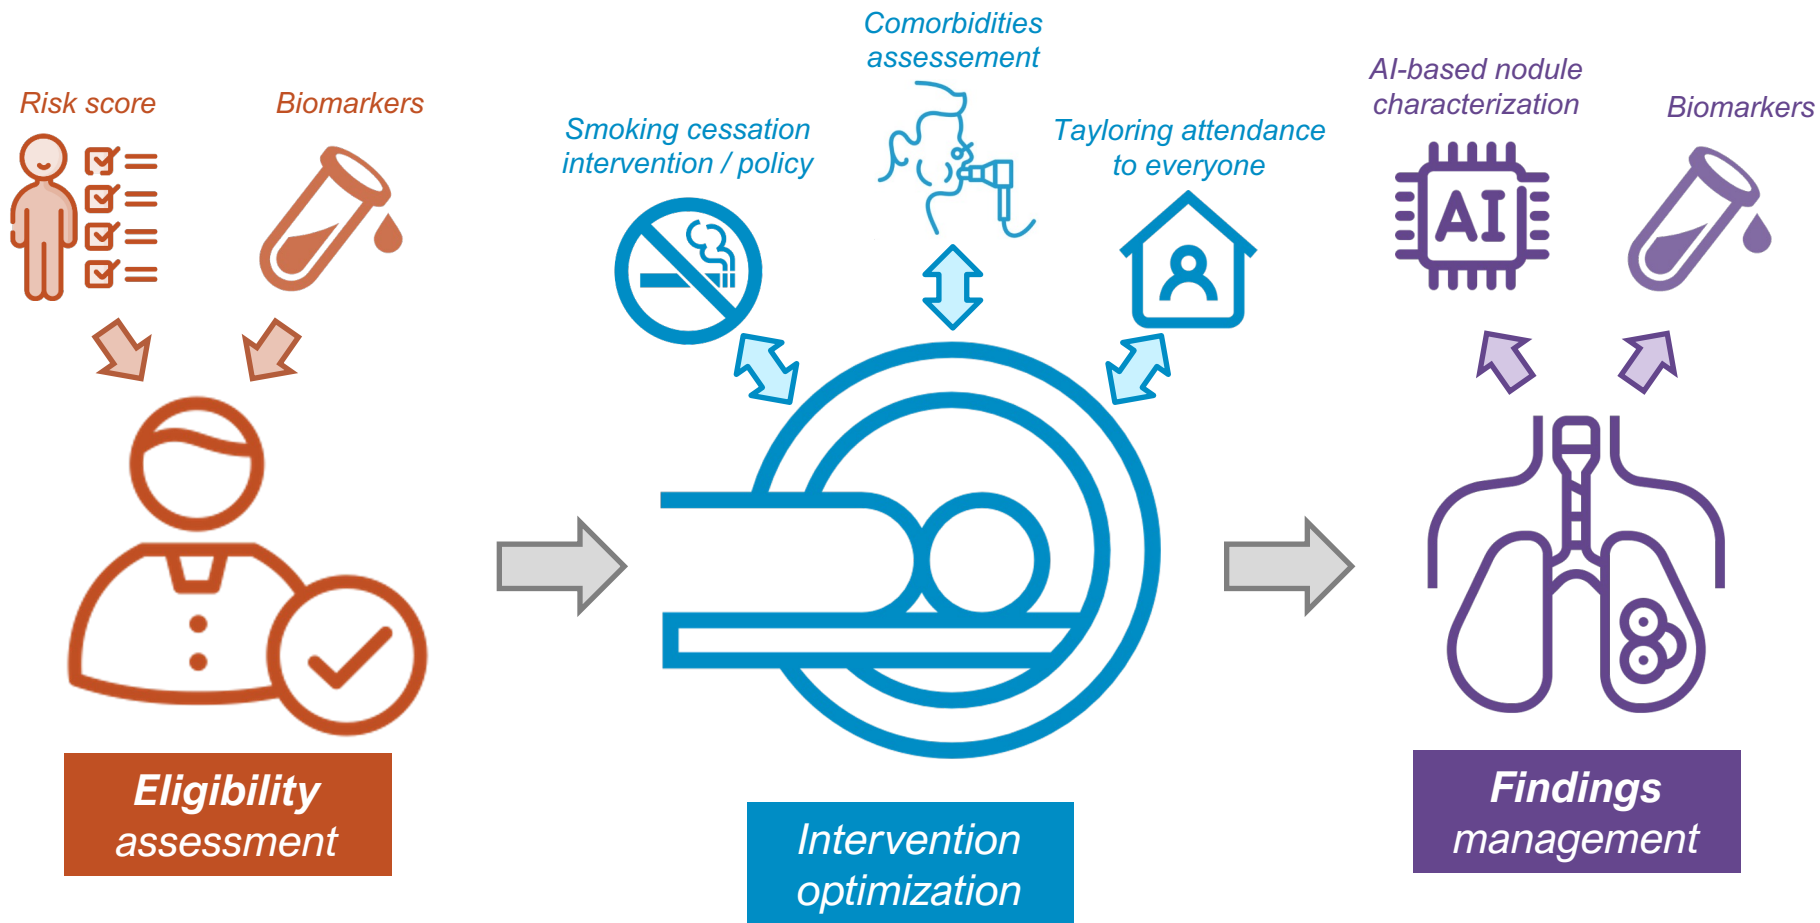 Risk score
Biomarkers
Eligibility
assessment
Comorbidities
assessement
Smoking cessation
intervention / policy
Tayloring attendance
to everyone
Intervention
optimization
AI-based nodule
characterization
Biomarkers
AI
Findings
management